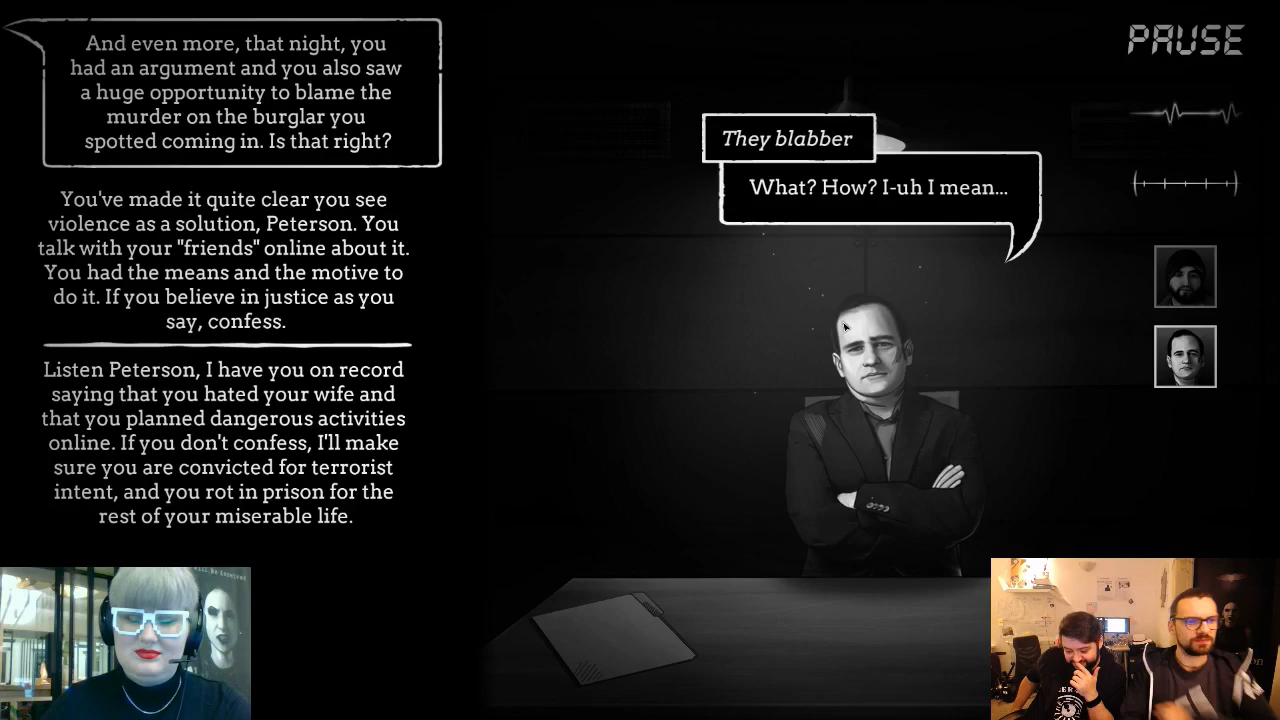 And even more, that night, you
had an argument and you also saw
a huge opportunity to blame the
murder on the burglar you
spotted coming in. Is that right?
You've made it quite clear you see
violence as a solution, Peterson. You
talk with your "friends" online about it.
You had the means and the motive to
do it. If you believe in justice as you
say, confess.
Listen Peterson, I have you on record
saying that you hated your wife and
that you planned dangerous activities
online. If you don't confess, I'll make
sure you are convicted for terrorist
intent, and you rot in prison for the
rest of your miserable life.
They blabber
What? How? I-uh I mean...
PAUSE